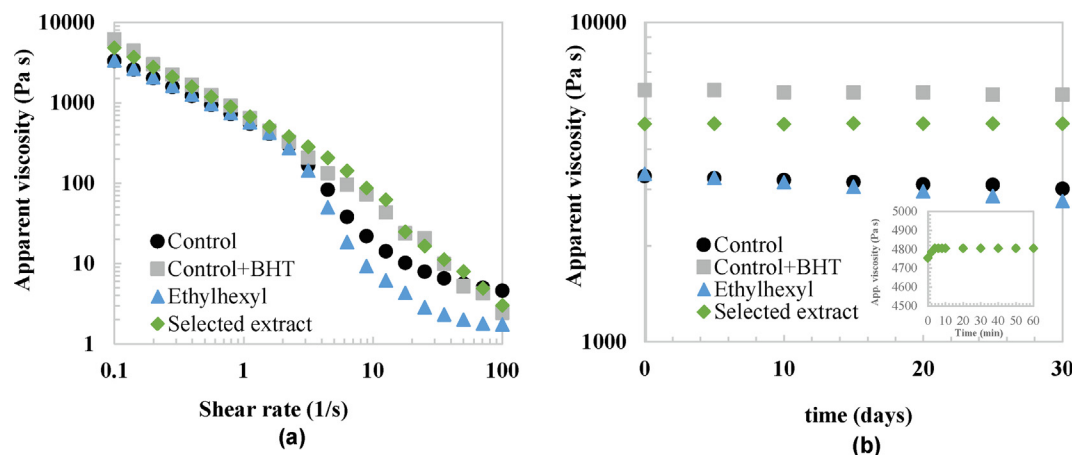 Apparent viscosity (Pa s)
10000
1000
100
10
1
0.1
1
10
100
Control
Control+BHT
Ethylhexyl
Selected extract
Shear rate (1/s)
(a)
Apparent viscosity (Pa s)
10000
1000
0
10
20
30
Control
Control+BHT
Ethylhexyl
Selected extract
App. viscosity (Pa s)
5000
4900
4800
4700
4600
4500
0 10 20 30 40 50 60
Time (min)
time (days)
(b)